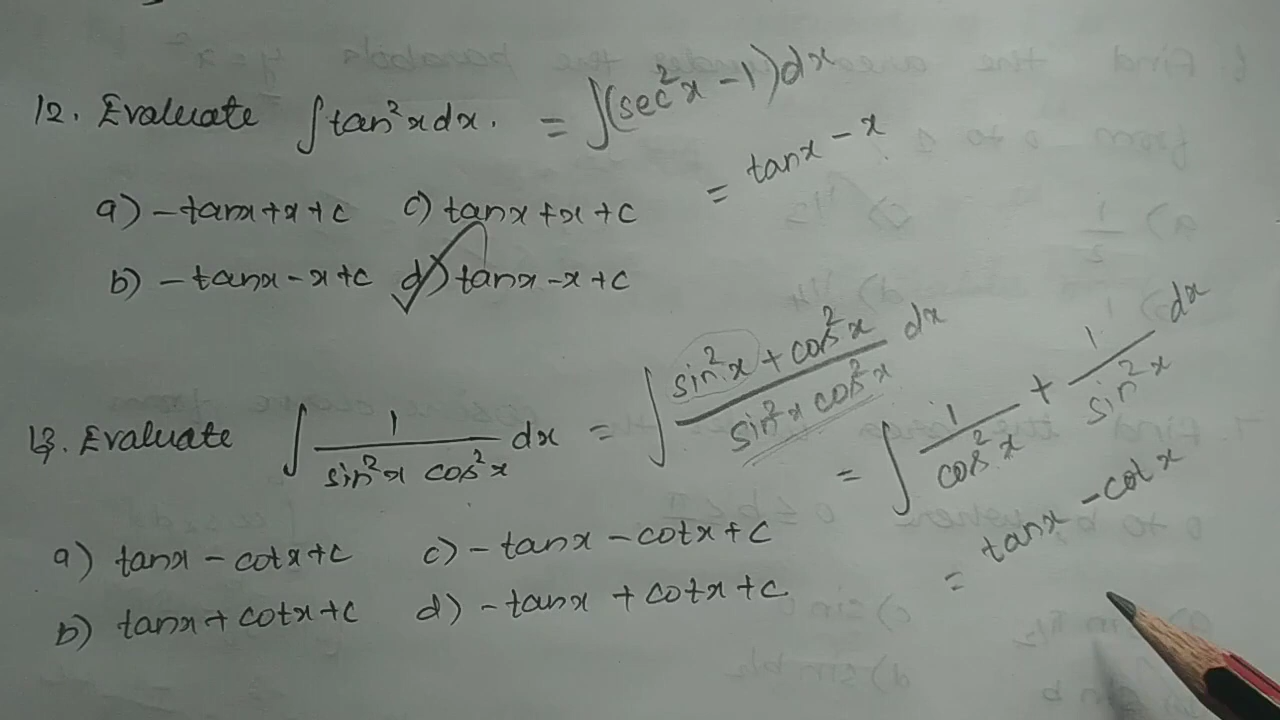 12. Evaluate ∫tan²x dx. = ∫(sec²x − 1)dx
= tanx − x
a) −tanx + x + c c) tanx + x + c
b) −tanx − x + c d) tanx − x + c
13. Evaluate ∫ 1/(sin²x cos²x) dx = ∫ (sin²x + cos²x)/(sin²x cos²x) dx
= ∫ 1/cos²x + 1/sin²x dx
= tanx − cotx
a) tanx − cotx + c c) −tanx − cotx + c
b) tanx + cotx + c d) −tanx + cotx + c